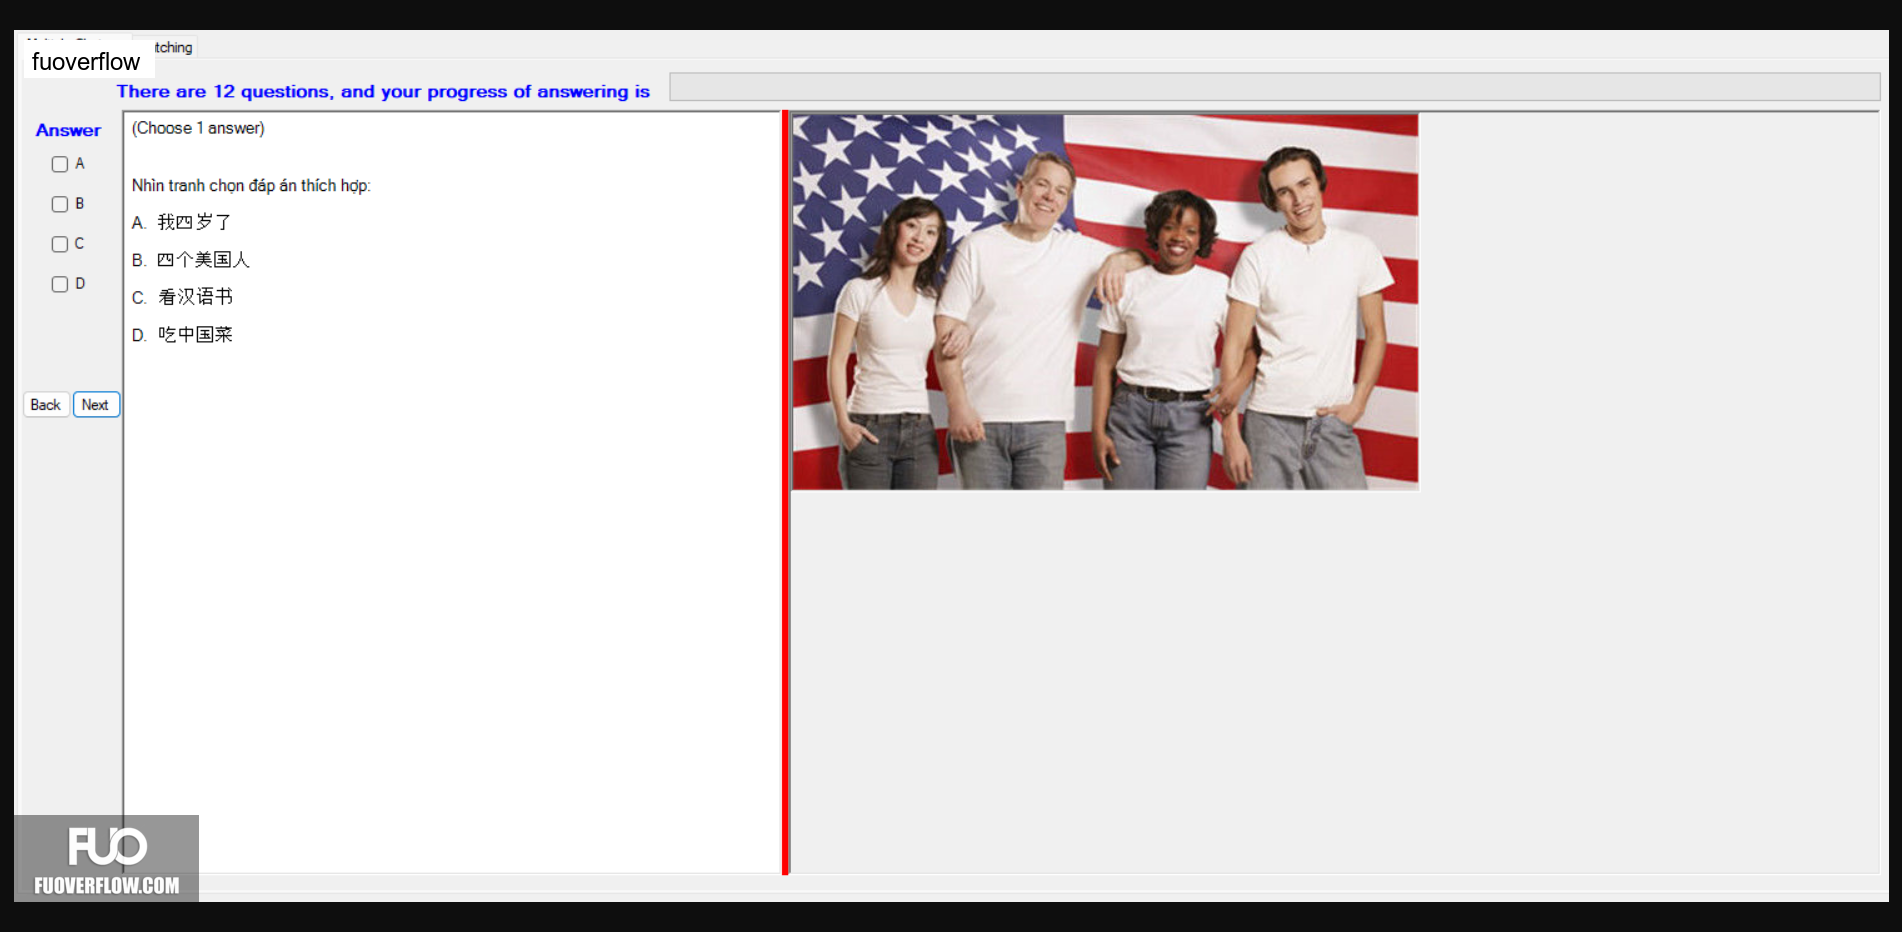 tching
fuoverflow
There are 12 questions, and your progress of answering is
Answer
A
B
C
D
Back
Next
(Choose 1 answer)
Nhìn tranh chọn đáp án thích hợp:
A. 我四岁了
B. 四个美国人
C. 看汉语书
D. 吃中国菜
FUO
FUOVERFLOW.COM